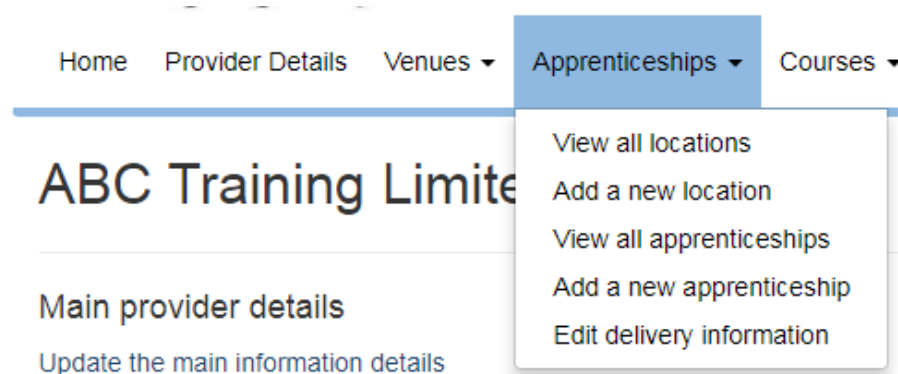 Home Provider Details Venues Apprenticeships Courses
View all locations
Add a new location
View all apprenticeships
Add a new apprenticeship
Edit delivery information
ABC Training Limite
Main provider details
Update the main information details